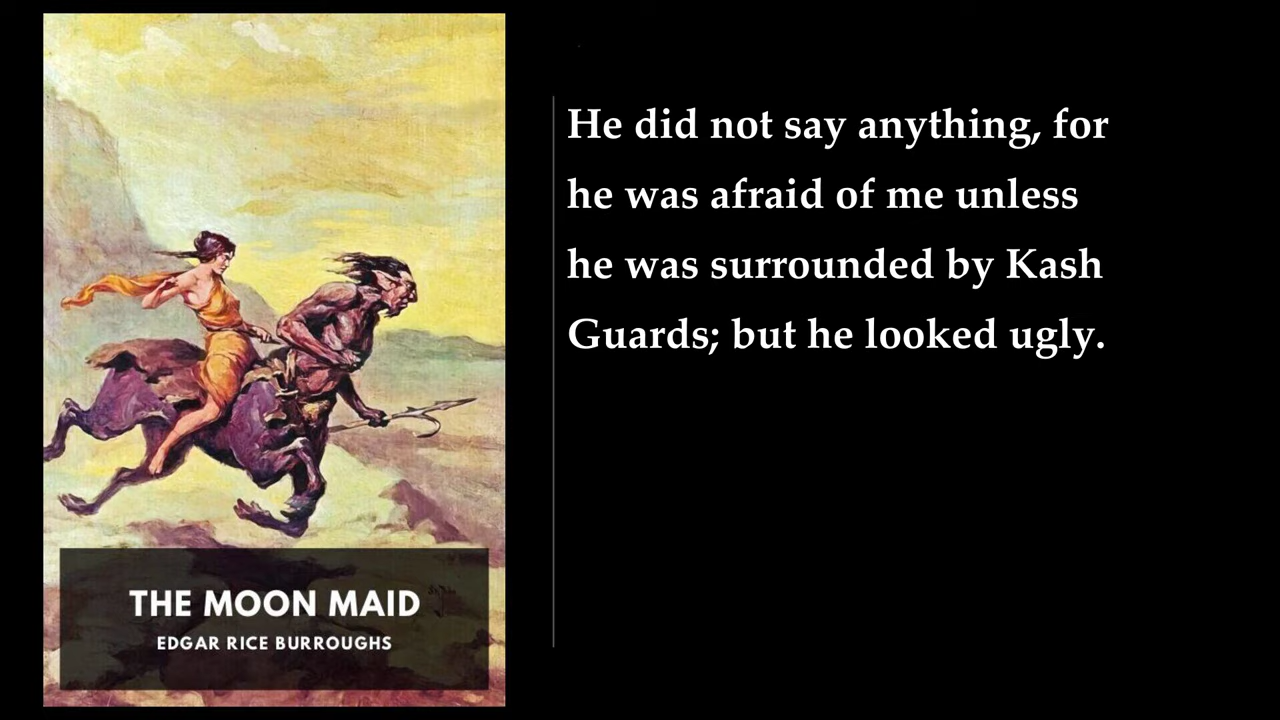 THE MOON MAID
EDGAR RICE BURROUGHS
He did not say anything, for
he was afraid of me unless
he was surrounded by Kash
Guards; but he looked ugly.